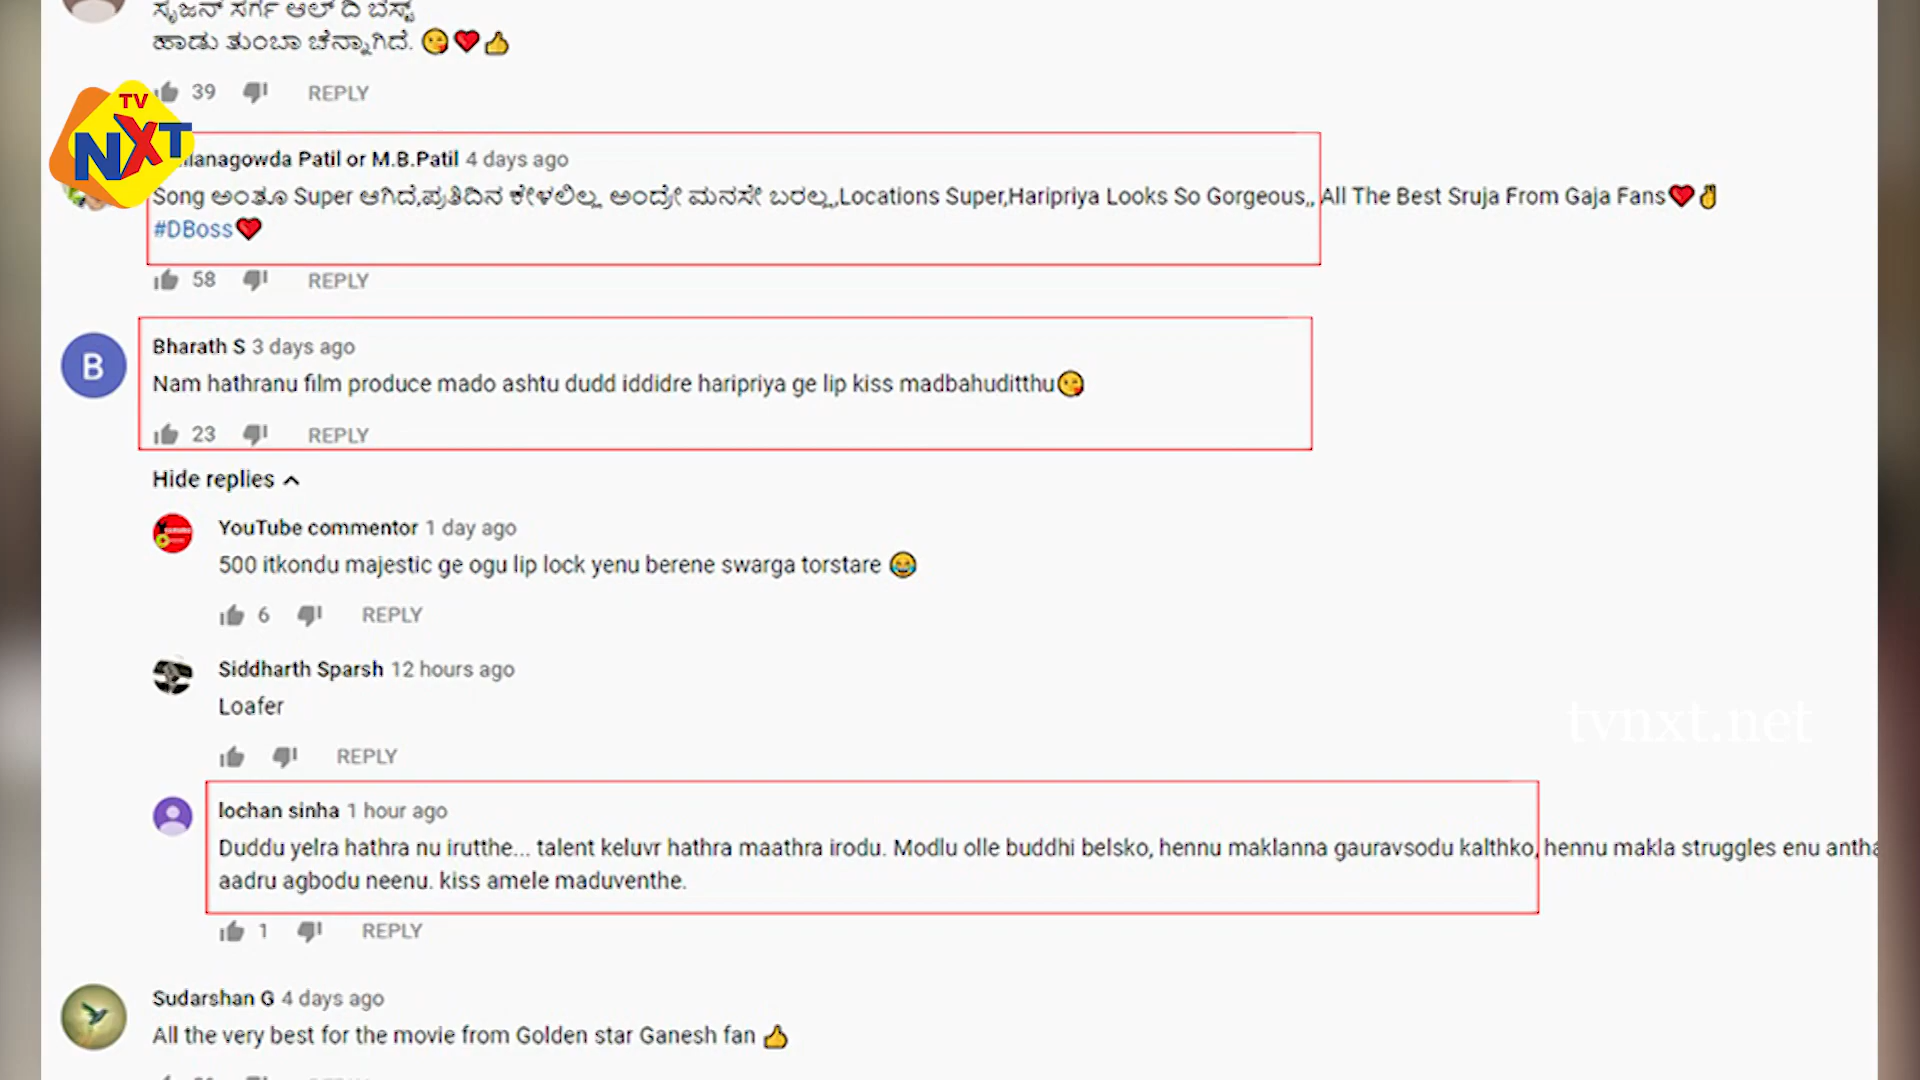 ಸೃಜನ್ ಸರ್ಗ ಆಲ್ ದಿ ಬೆಸ್ಟ್
ಹಾಡು ತುಂಬಾ ಚೆನ್ನಾಗಿದೆ. 😘❤️👍
39 REPLY
TV
NXT
anagowda Patil or M.B.Patil 4 days ago
Song ಅಂತೂ Super ಆಗಿದೆ,ಪ್ರತಿದಿನ ಕೇಳಲಿಲ್ಲ ಅಂದ್ರೇ ಮನಸೇ ಬರಲ್ಲ,,Locations Super,Haripriya Looks So Gorgeous,, All The Best Sruja From Gaja Fans❤️✌️
#DBoss❤️
58 REPLY
B
Bharath S 3 days ago
Nam hathranu film produce mado ashtu dudd iddidre haripriya ge lip kiss madbahuditthu😘
23 REPLY
Hide replies
YouTube commentor 1 day ago
500 itkondu majestic ge ogu lip lock yenu berene swarga torstare 😂
6 REPLY
Siddharth Sparsh 12 hours ago
Loafer
REPLY
tvnxt.net
lochan sinha 1 hour ago
Duddu yelra hathra nu irutthe... talent keluvr hathra maathra irodu. Modlu olle buddhi belsko, hennu maklanna gauravsodu kalthko, hennu makla struggles enu antha
aadru agbodu neenu. kiss amele maduventhe.
1 REPLY
Sudarshan G 4 days ago
All the very best for the movie from Golden star Ganesh fan 👍